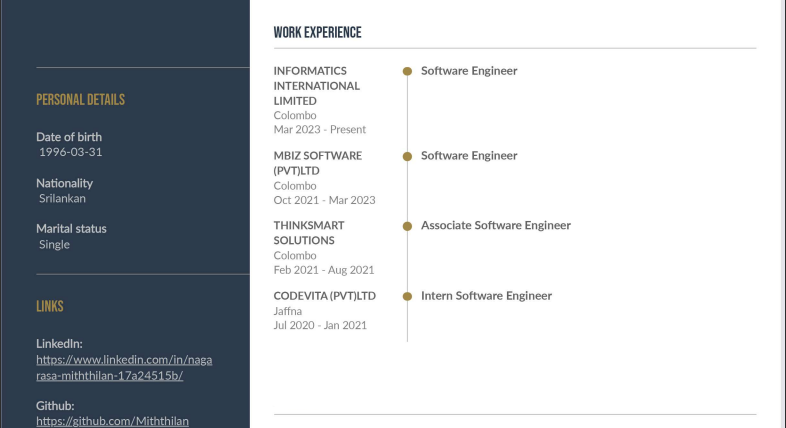 PERSONAL DETAILS
Date of birth
1996-03-31
Nationality
Srilankan
Marital status
Single
LINKS
LinkedIn:
https://www.linkedin.com/in/naga
rasa-miththilan-17a24515b/
Github:
https://github.com/Miththilan
WORK EXPERIENCE
INFORMATICS
INTERNATIONAL
LIMITED
Colombo
Mar 2023 - Present
Software Engineer
MBIZ SOFTWARE
(PVT)LTD
Colombo
Oct 2021 - Mar 2023
Software Engineer
THINKSMART
SOLUTIONS
Colombo
Feb 2021 - Aug 2021
Associate Software Engineer
CODEVITA (PVT)LTD
Jaffna
Jul 2020 - Jan 2021
Intern Software Engineer